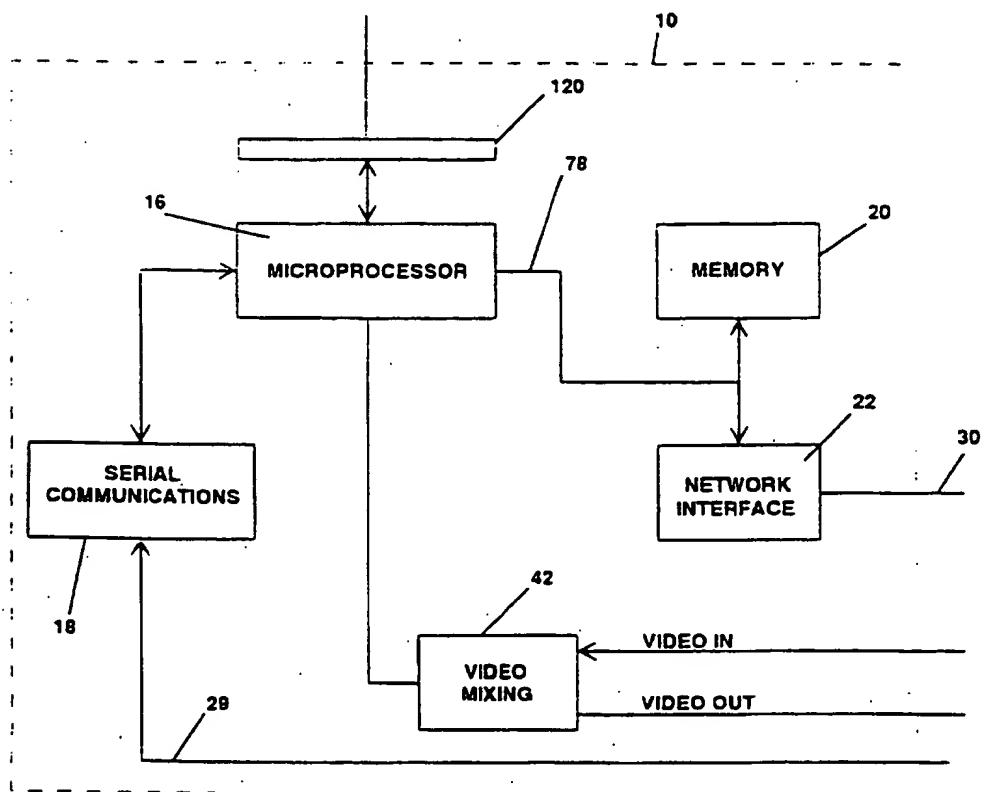 10
120
78
16
20
MICROPROCESSOR
MEMORY
22
30
SERIAL
COMMUNICATIONS
NETWORK
INTERFACE
18
42
VIDEO IN
VIDEO
MIXING
VIDEO OUT
29